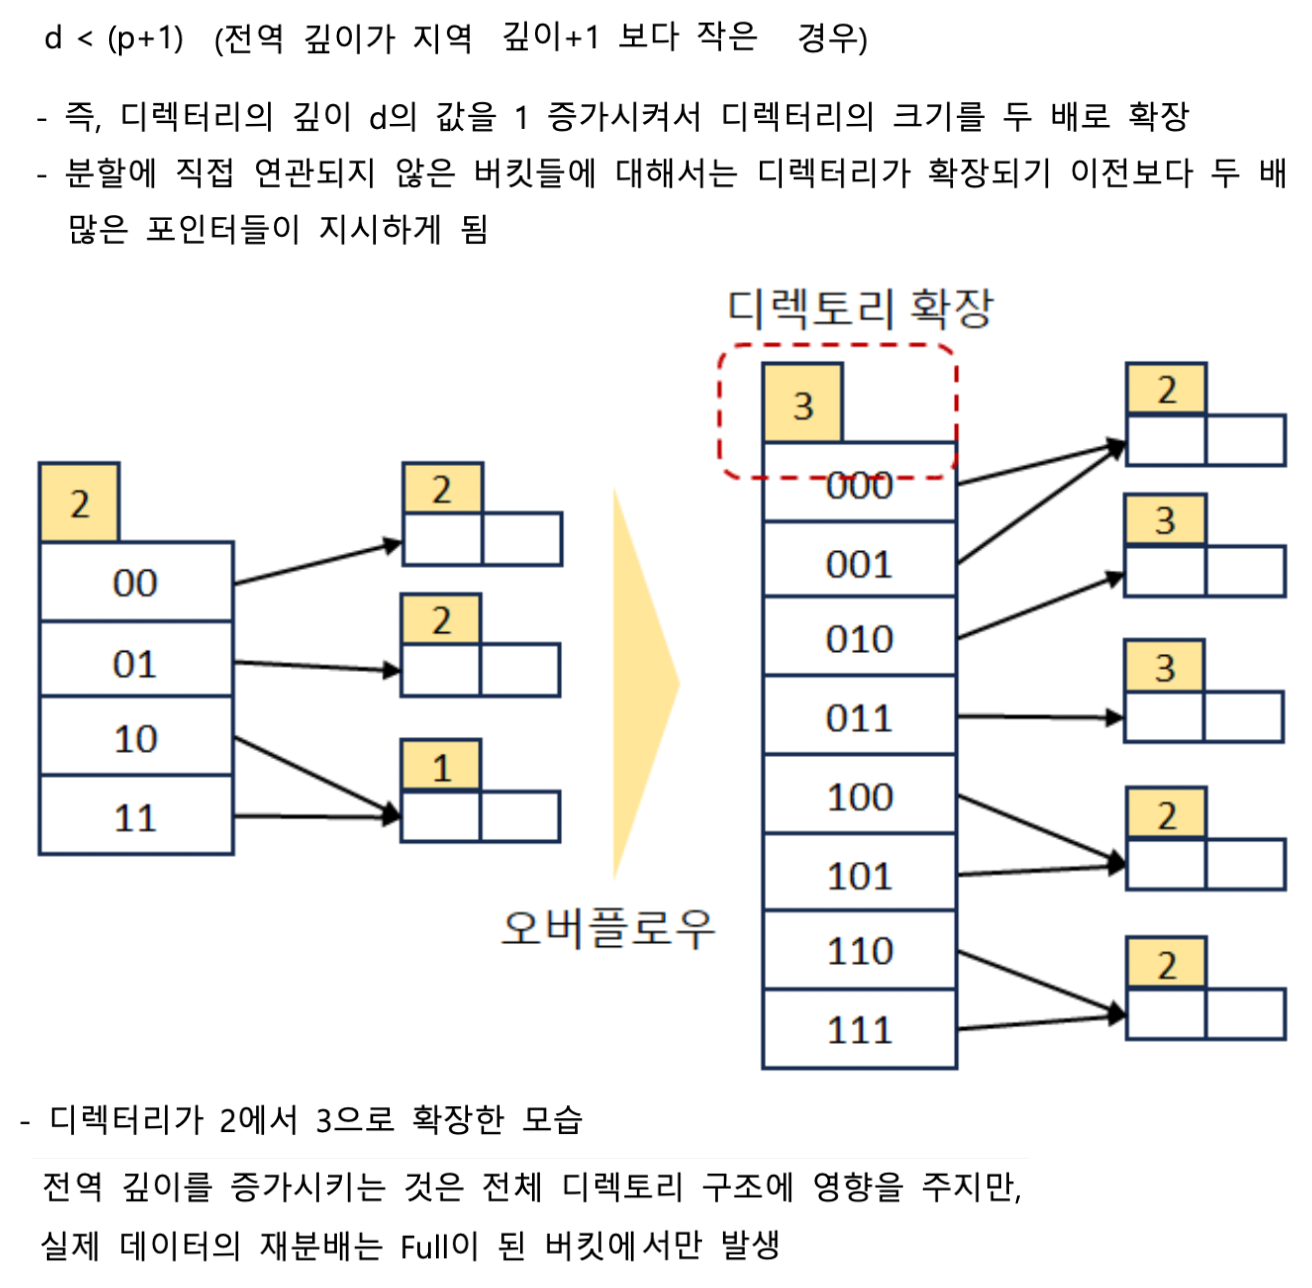 d < (p+1) (전역 깊이가 지역 깊이+1 보다 작은 경우)
- 즉, 디렉터리의 깊이 d의 값을 1 증가시켜서 디렉터리의 크기를 두 배로 확장
- 분할에 직접 연관되지 않은 버킷들에 대해서는 디렉터리가 확장되기 이전보다 두 배
많은 포인터들이 지시하게 됨
디렉토리 확장
2
00
01
10
11
2
2
1
오버플로우
3
000
001
010
011
100
101
110
111
2
3
3
2
2
- 디렉터리가 2에서 3으로 확장한 모습
전역 깊이를 증가시키는 것은 전체 디렉토리 구조에 영향을 주지만,
실제 데이터의 재분배는 Full이 된 버킷에서만 발생